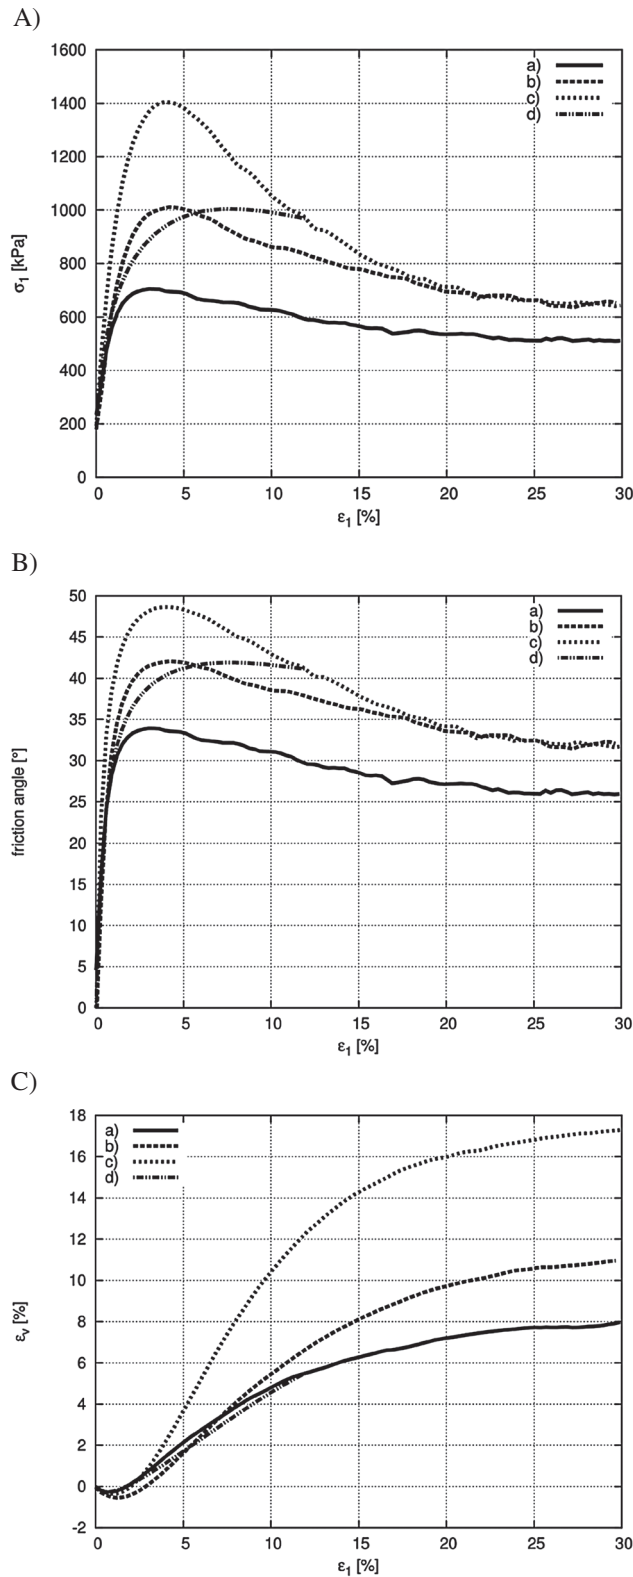 A)
1600
1400
1200
1000
800
600
400
200
0
σ1 [kPa]
a)
b)
c)
d)
0 5 10 15 20 25 30
ε1 [%]
B)
50
45
40
35
30
25
20
15
10
5
0
friction angle [°]
a)
b)
c)
d)
0 5 10 15 20 25 30
ε1 [%]
C)
18
16
14
12
10
8
6
4
2
0
-2
εv [%]
a)
b)
c)
d)
0 5 10 15 20 25 30
ε1 [%]